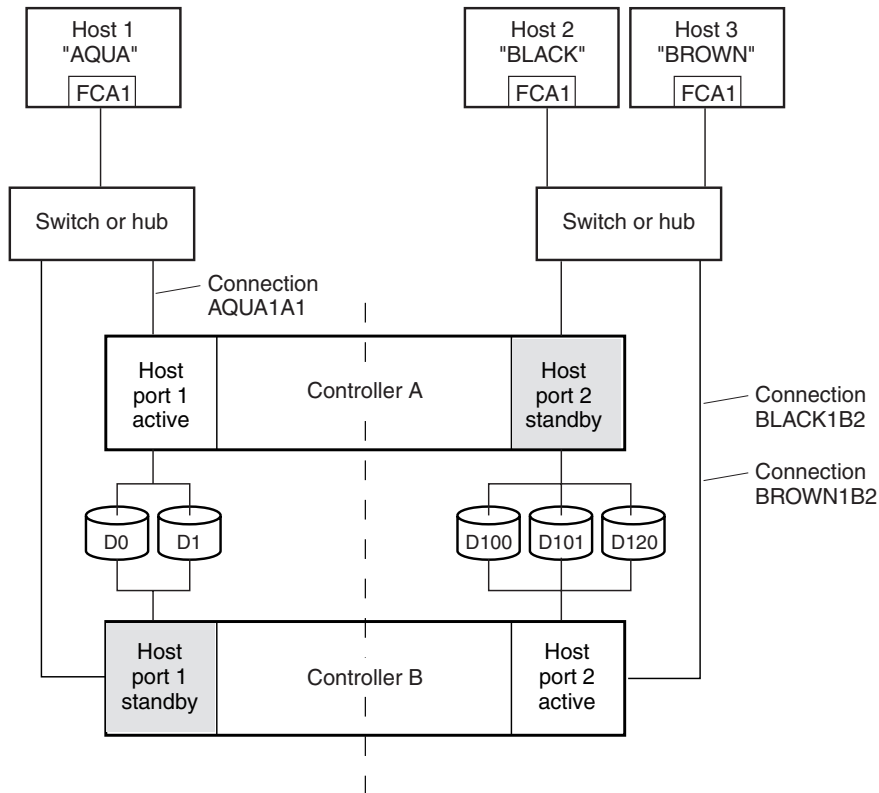 Host 1
"AQUA"
FCA1
Host 2
"BLACK"
FCA1
Host 3
"BROWN"
FCA1
Switch or hub
Switch or hub
Connection
AQUA1A1
Host
port 1
active
Controller A
Host
port 2
standby
Connection
BLACK1B2
Connection
BROWN1B2
D0
D1
D100
D101
D120
Host
port 1
standby
Controller B
Host
port 2
active